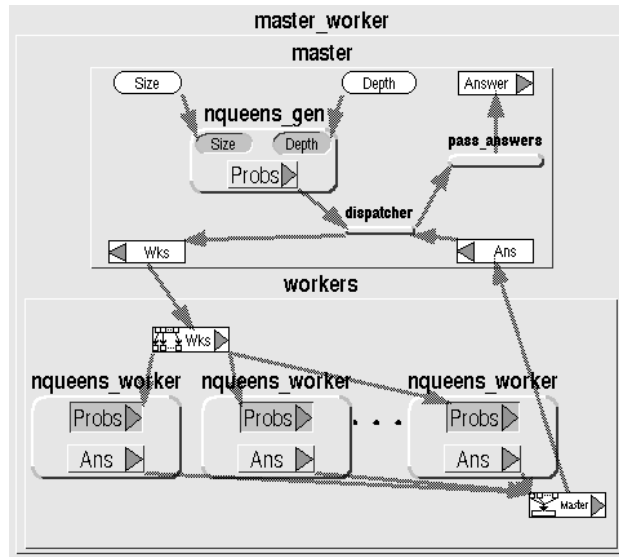 master_worker
master
Size
Depth
Answer
nqueens_gen
Size
Depth
pass_answers
Probs
dispatcher
Wks
Ans
workers
Wks
nqueens_worker
nqueens_worker
nqueens_worker
Probs
Probs
. . .
Probs
Ans
Ans
Ans
Master